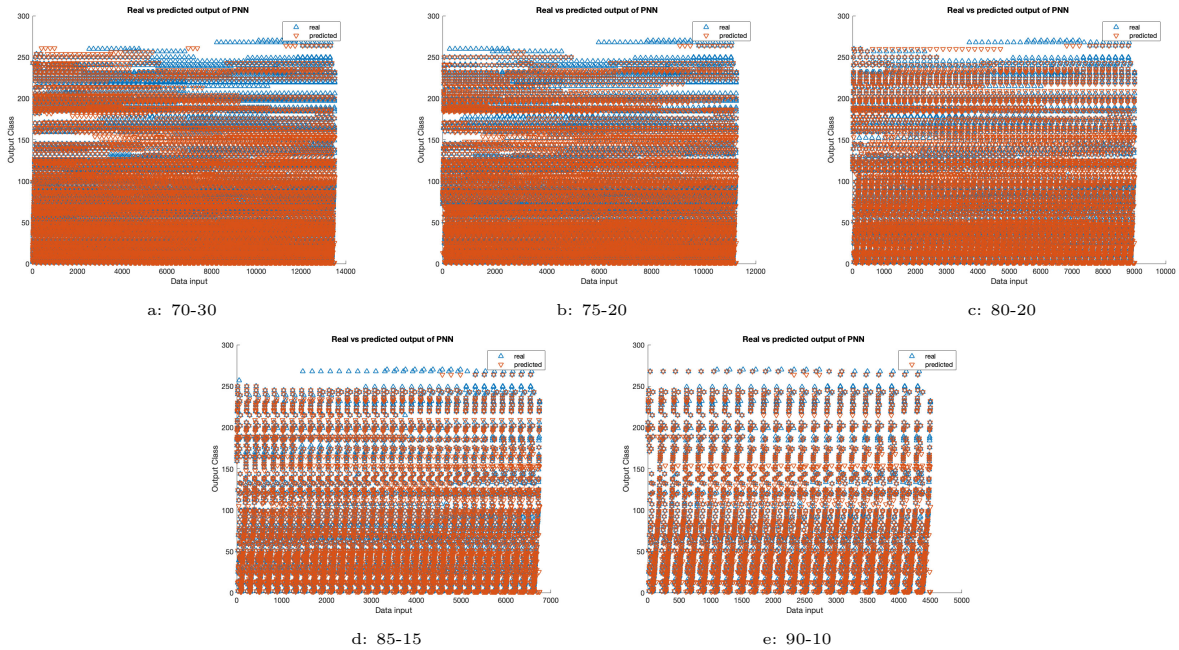 Real vs predicted output of PNN
real
predicted
Output Class
300
250
200
150
100
50
0
0 2000 4000 6000 8000 10000 12000 14000
Data input
a: 70-30
Real vs predicted output of PNN
real
predicted
Output Class
300
250
200
150
100
50
0
0 2000 4000 6000 8000 10000 12000
Data input
b: 75-20
Real vs predicted output of PNN
real
predicted
Output Class
300
250
200
150
100
50
0
0 1000 2000 3000 4000 5000 6000 7000 8000 9000 10000
Data input
c: 80-20
Real vs predicted output of PNN
real
predicted
Output Class
300
250
200
150
100
50
0
0 1000 2000 3000 4000 5000 6000 7000
Data input
d: 85-15
Real vs predicted output of PNN
real
predicted
Output Class
300
250
200
150
100
50
0
0 500 1000 1500 2000 2500 3000 3500 4000 4500 5000
Data input
e: 90-10